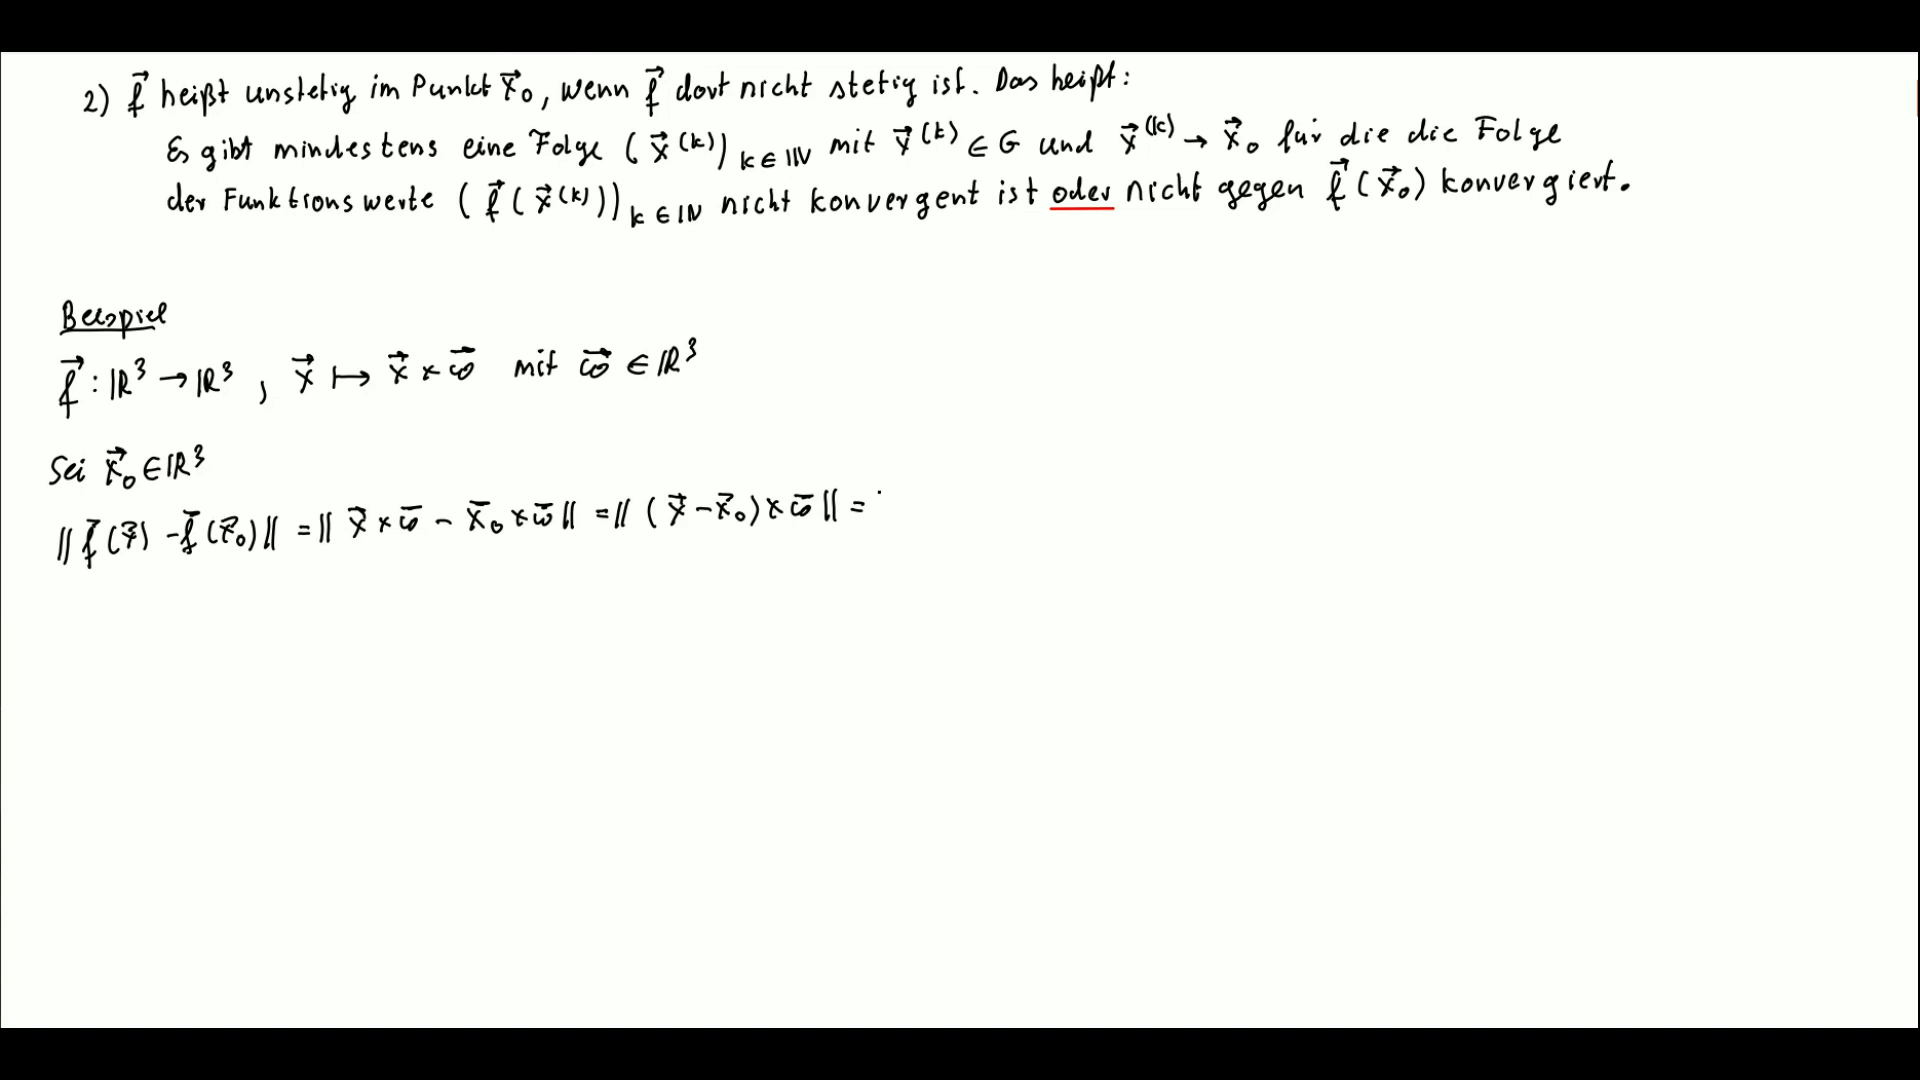 2) f⃗ heißt unstetig im Punkt x⃗₀, wenn f⃗ dort nicht stetig ist. Das heißt:
Es gibt mindestens eine Folge (x⃗⁽ᵏ⁾)ₖ∈ℕ mit x⃗⁽ᵏ⁾ ∈ G und x⃗⁽ᵏ⁾ → x⃗₀ für die die Folge
der Funktionswerte (f⃗(x⃗⁽ᵏ⁾))ₖ∈ℕ nicht konvergent ist oder nicht gegen f⃗(x⃗₀) konvergiert.
Beispiel
f⃗ : ℝ³ → ℝ³, x⃗ ↦ x⃗ × ω⃗ mit ω⃗ ∈ ℝ³
Sei x⃗₀ ∈ ℝ³
‖f⃗(x⃗) - f⃗(x⃗₀)‖ = ‖x⃗ × ω⃗ - x⃗₀ × ω⃗‖ = ‖(x⃗ - x⃗₀) × ω⃗‖ =